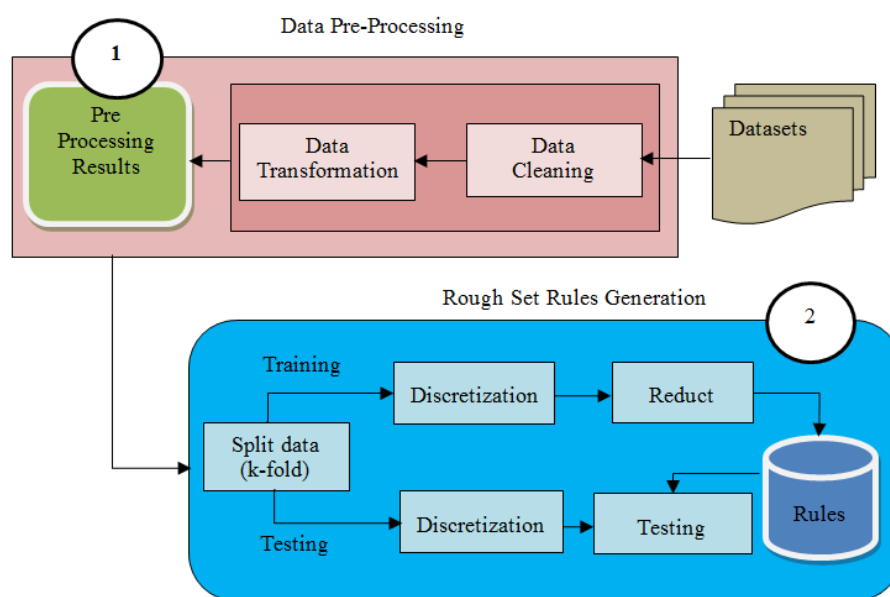 Data Pre-Processing
1
Pre
Processing
Results
Data
Transformation
Data
Cleaning
Datasets
Rough Set Rules Generation
2
Training
Discretization
Reduct
Split data
(k-fold)
Rules
Testing
Discretization
Testing